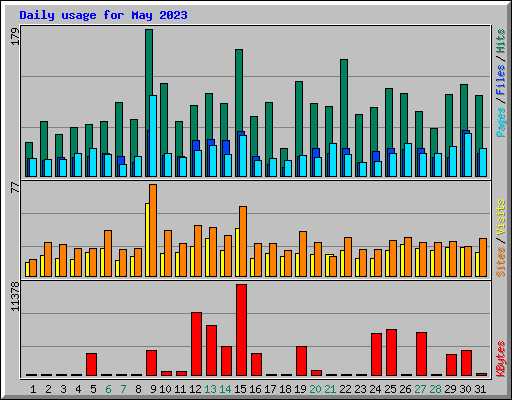 Daily usage for May 2023
179
Pages / Files / Hits
77
Sites / Visits
11378
KBytes
1 2 3 4 5 6 7 8 9 10 11 12 13 14 15 16 17 18 19 20 21 22 23 24 25 26 27 28 29 30 31